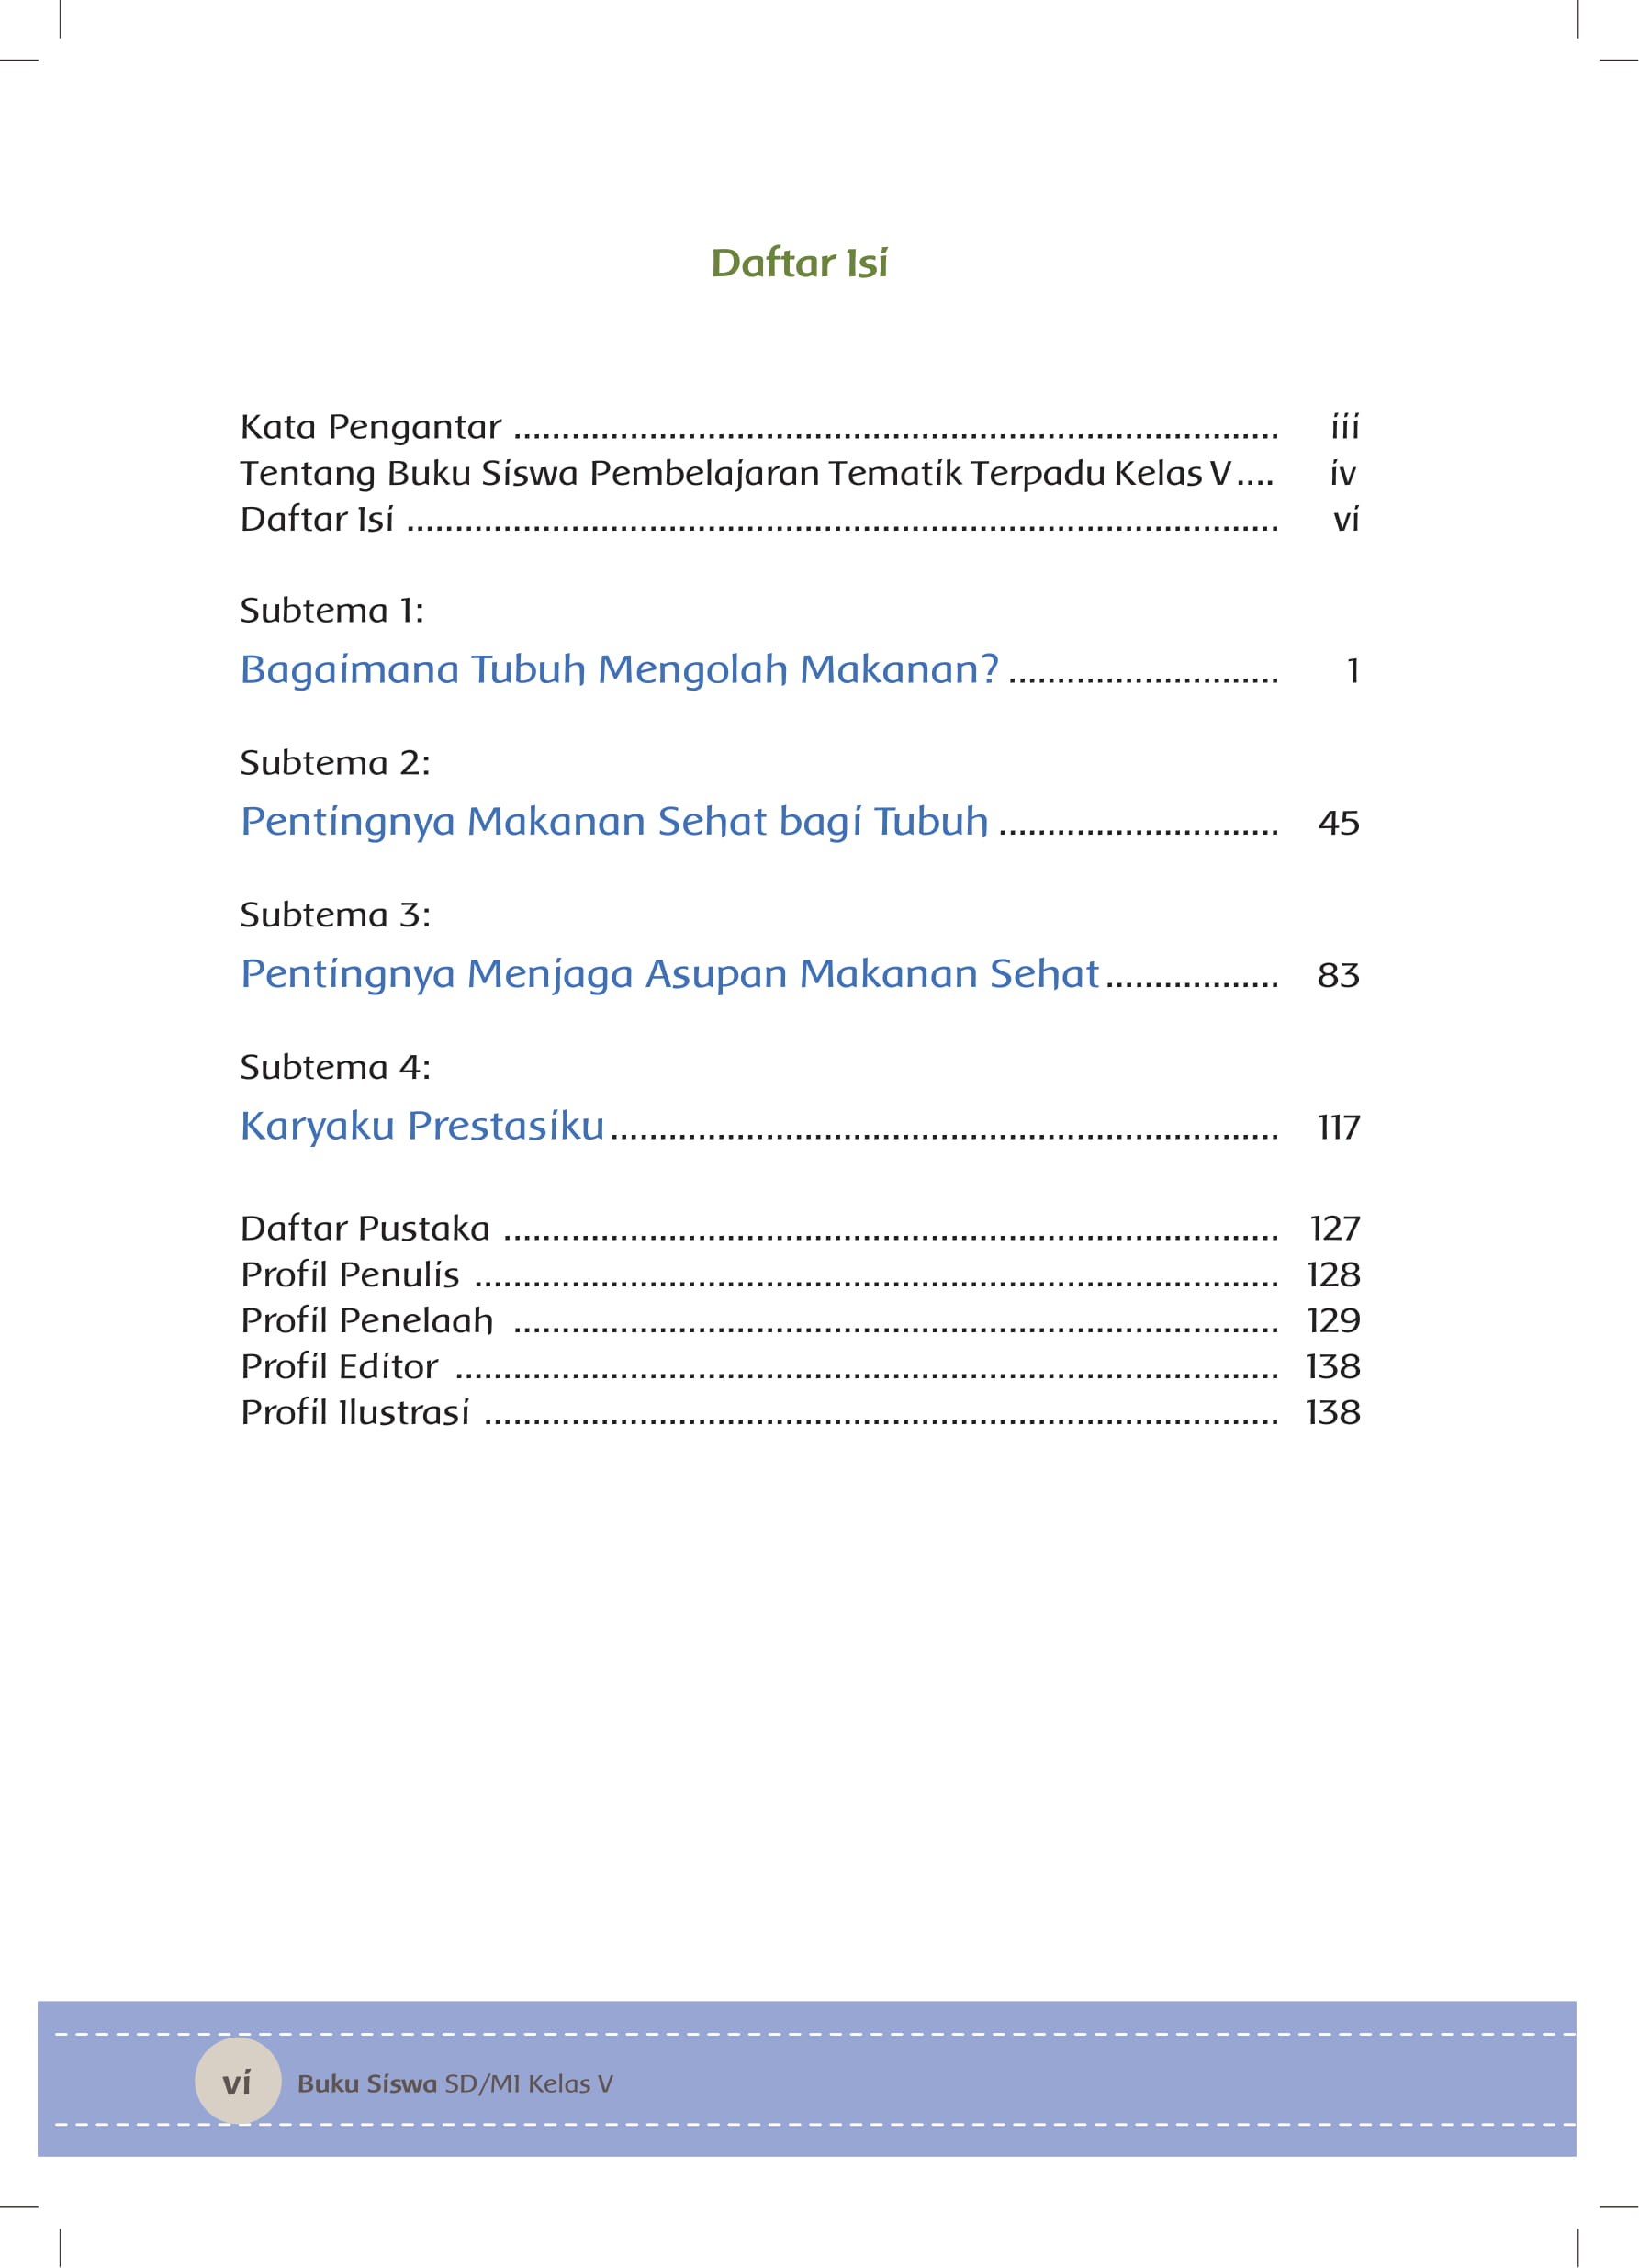 Daftar Isi
Kata Pengantar ............................................................................... iii
Tentang Buku Siswa Pembelajaran Tematik Terpadu Kelas V.... iv
Daftar Isi .......................................................................................... vi
Subtema 1:
Bagaimana Tubuh Mengolah Makanan? ............................ 1
Subtema 2:
Pentingnya Makanan Sehat bagi Tubuh ............................. 45
Subtema 3:
Pentingnya Menjaga Asupan Makanan Sehat.................. 83
Subtema 4:
Karyaku Prestasiku..................................................................... 117
Daftar Pustaka ................................................................................ 127
Profil Penulis ................................................................................... 128
Profil Penelaah ............................................................................... 129
Profil Editor ..................................................................................... 138
Profil Ilustrasi .................................................................................. 138
vi Buku Siswa SD/MI Kelas V